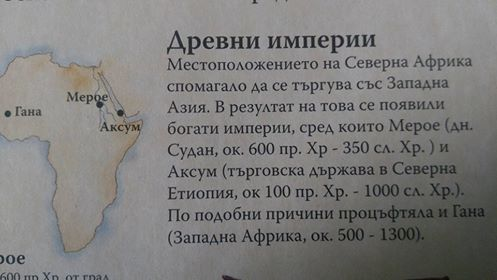 Древни империи
Местоположението на Северна Африка
спомагало да се търгува със Западна
Азия. В резултат на това се появили
богати империи, сред които Мерое (дн.
Судан, ок. 600 пр. Хр - 350 сл. Хр. ) и
Аксум (търговска държава в Северна
Етиопия, ок 100 пр. Хр. - 1000 сл. Хр.).
По подобни причини процъфтяла и Гана
(Западна Африка, ок. 500 - 1300).
Мерое
Гана
Аксум
рое
600 пр. Хр. от град